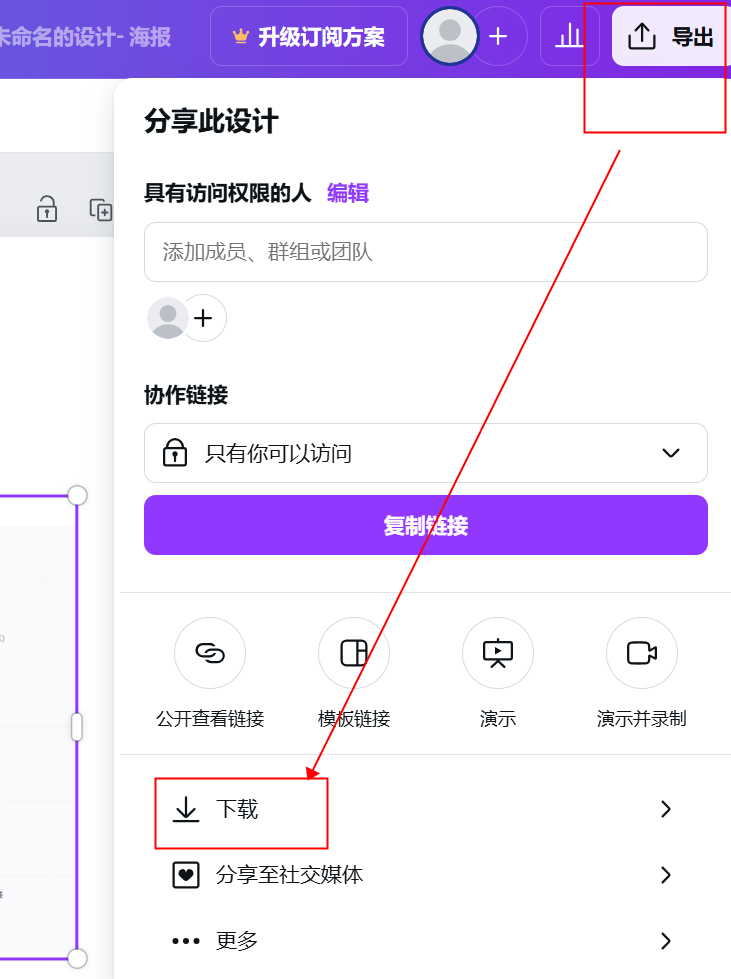 未命名的设计- 海报
升级订阅方案
导出
分享此设计
具有访问权限的人 编辑
添加成员、群组或团队
协作链接
只有你可以访问
复制链接
公开查看链接
模板链接
演示
演示并录制
下载
分享至社交媒体
更多